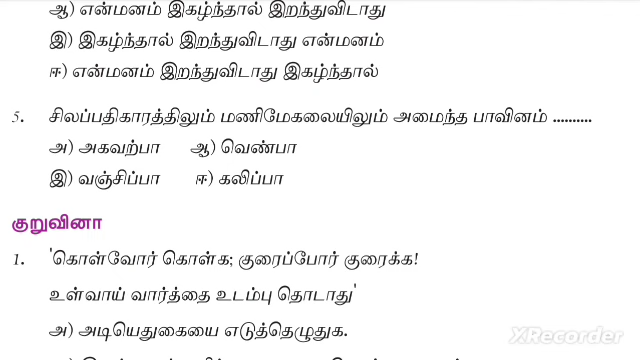 ஆ) என்மனம் இகழ்ந்தால் இறந்துவிடாது
இ) இகழ்ந்தால் இறந்துவிடாது என்மனம்
ஈ) என்மனம் இறந்துவிடாது இகழ்ந்தால்
5. சிலப்பதிகாரத்திலும் மணிமேகலையிலும் அமைந்த பாவினம் ..........
அ) அகவற்பா ஆ) வெண்பா
இ) வஞ்சிப்பா ஈ) கலிப்பா
குறுவினா
1. 'கொள்வோர் கொள்க; குரைப்போர் குரைக்க!
உள்வாய் வார்த்தை உடம்பு தொடாது'
அ) அடியெதுகையை எடுத்தெழுதுக.
XRecorder